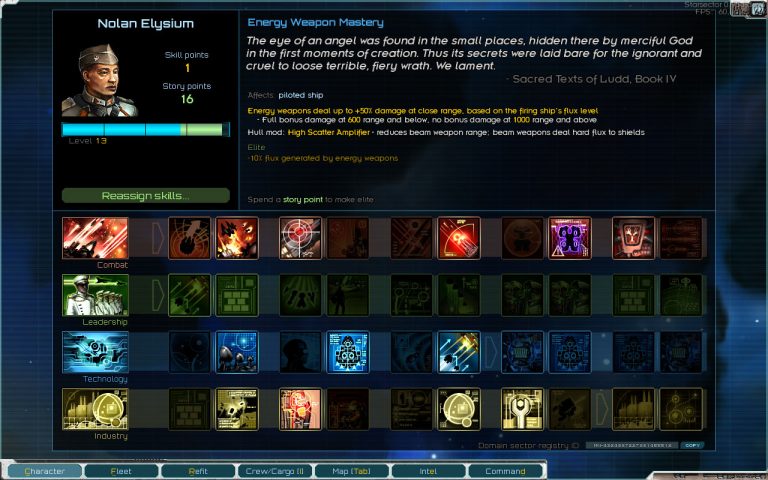 Starsector
Nolan Elysium
Energy Weapon Mastery
The eye of an angel was found in the small places, hidden there by merciful God
in the first moments of creation. Thus its secrets were laid bare for the ignorant and
cruel to loose terrible, fiery wrath. We lament.
- Sacred Texts of Ludd, Book IV
Skill points
1
Story points
16
Level 13
Affects: piloted ship
Energy weapons deal up to +50% damage at close range, based on the firing ship's flux level
- Full bonus damage at 600 range and below, no bonus damage at 1000 range and above
Hull mod: High Scatter Amplifier - reduces beam weapon range; beam weapons deal hard flux to shields
Elite
-10% flux generated by energy weapons
Reassign skills...
Spend a story point to make elite
Combat
Leadership
Technology
Industry
Domain sector registry ID
COPY
Character
Fleet
Refit
Crew/Cargo [I]
Map [Tab]
Intel
Command